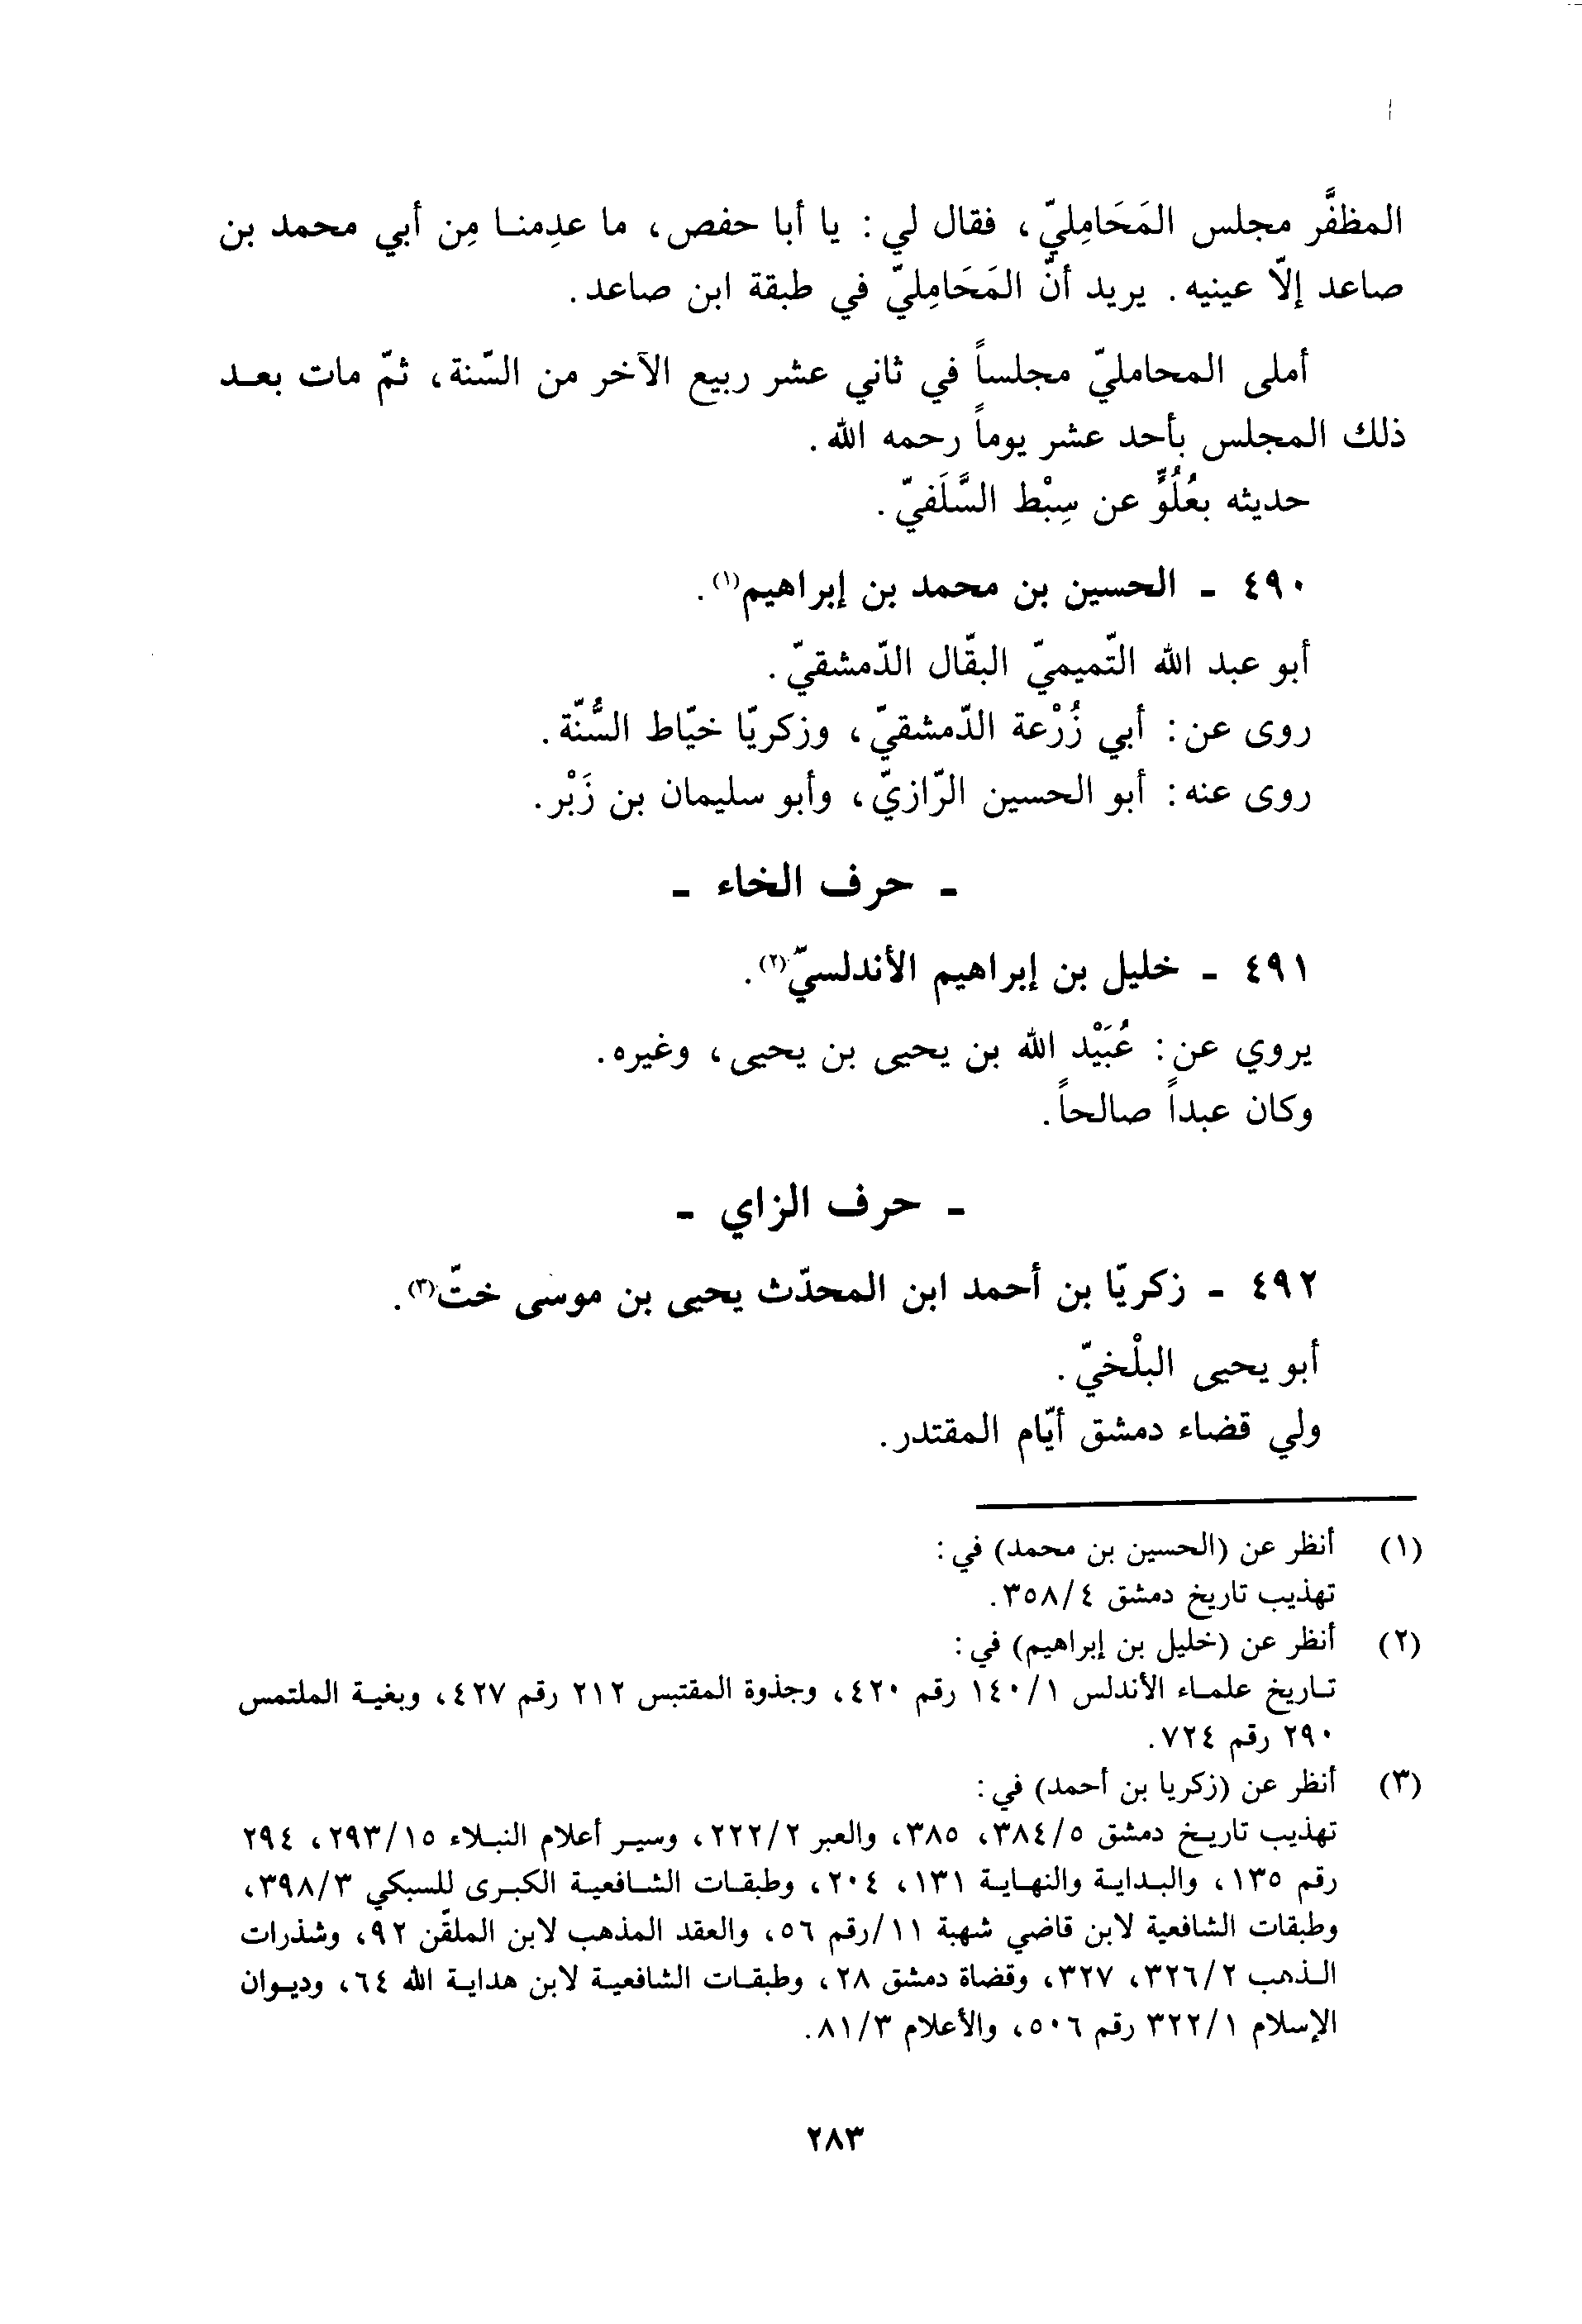 المظفَّر مجلس المَحَامِليّ، فقال لي: يا أبا حفص، ما عدِمنا مِن أبي محمد بن
صاعد إلّا عينيه. يريد أنّ المَحَامِليّ في طبقة ابن صاعد.
أملى المحامليّ مجلساً في ثاني عشر ربيع الآخر من السّنة، ثمّ مات بعد
ذلك المجلس بأحد عشر يوماً رحمه الله.
حديثه بعُلُوٍّ عن سِبْط السَّلَفيّ.
٤٩٠ - الحسين بن محمد بن إبراهيم(١).
أبو عبد الله التّميميّ البقّال الدّمشقيّ.
روى عن: أبي زُرْعة الدّمشقيّ، وزكريّا خيّاط السُّنّة.
روى عنه: أبو الحسين الرّازيّ، وأبو سليمان بن زَبْر.
- حرف الخاء -
٤٩١ - خليل بن إبراهيم الأندلسيّ(٢).
يروي عن: عُبَيْد الله بن يحيى بن يحيى، وغيره.
وكان عبداً صالحاً.
- حرف الزاي -
٤٩٢ - زكريّا بن أحمد ابن المحدّث يحيى بن موسى ختّ(٣).
أبو يحيى البلْخيّ.
ولي قضاء دمشق أيّام المقتدر.
(١) أنظر عن (الحسين بن محمد) في:
تهذيب تاريخ دمشق ٣٥٨/٤.
(٢) أنظر عن (خليل بن إبراهيم) في:
تاريخ علماء الأندلس ١٤٠/١ رقم ٤٢٠، وجذوة المقتبس ٢١٢ رقم ٤٢٧، وبغية الملتمس
٢٩٠ رقم ٧٢٤.
(٣) أنظر عن (زكريا بن أحمد) في:
تهذيب تاريخ دمشق ٣٨٤/٥، ٣٨٥، والعبر ٢٢٢/٢، وسير أعلام النبلاء ٢٩٣/١٥، ٢٩٤
رقم ١٣٥، والبداية والنهاية ١٣١، ٢٠٤، وطبقات الشافعية الكبرى للسبكي ٣٩٨/٣،
وطبقات الشافعية لابن قاضي شهبة ١١/رقم ٥٦، والعقد المذهب لابن الملقّن ٩٢، وشذرات
الذهب ٣٢٦/٢، ٣٢٧، وقضاة دمشق ٢٨، وطبقات الشافعية لابن هداية الله ٦٤، وديوان
الإسلام ٣٢٢/١ رقم ٥٠٦، والأعلام ٨١/٣.
٢٨٣